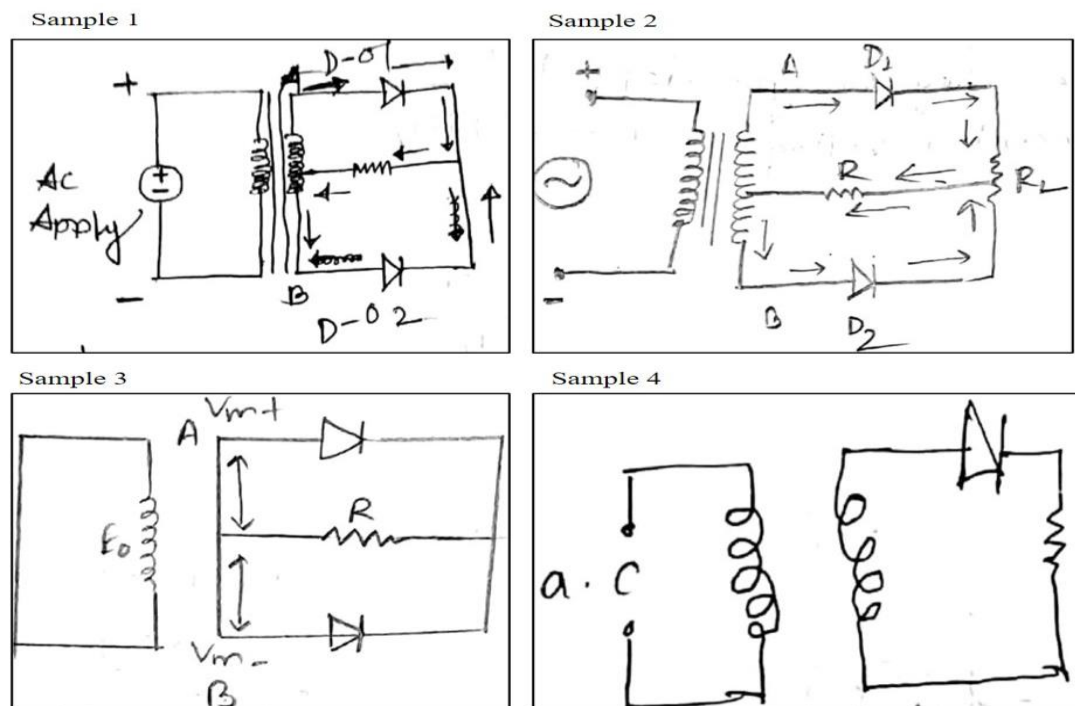 Sample 1
D-01
+
Ac
Apply
-
B
D-02
Sample 2
+
A
D1
R
RL
-
B
D2
Sample 3
Vm+
A
E0
R
Vm-
B
Sample 4
a.c